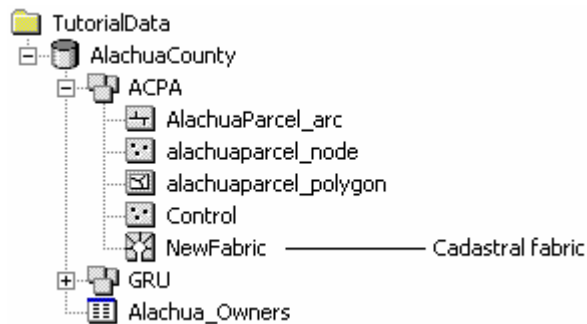 TutorialData
AlachuaCounty
ACPA
AlachuaParcel_arc
alachuaparcel_node
alachuaparcel_polygon
Control
NewFabric Cadastral fabric
GRU
Alachua_Owners